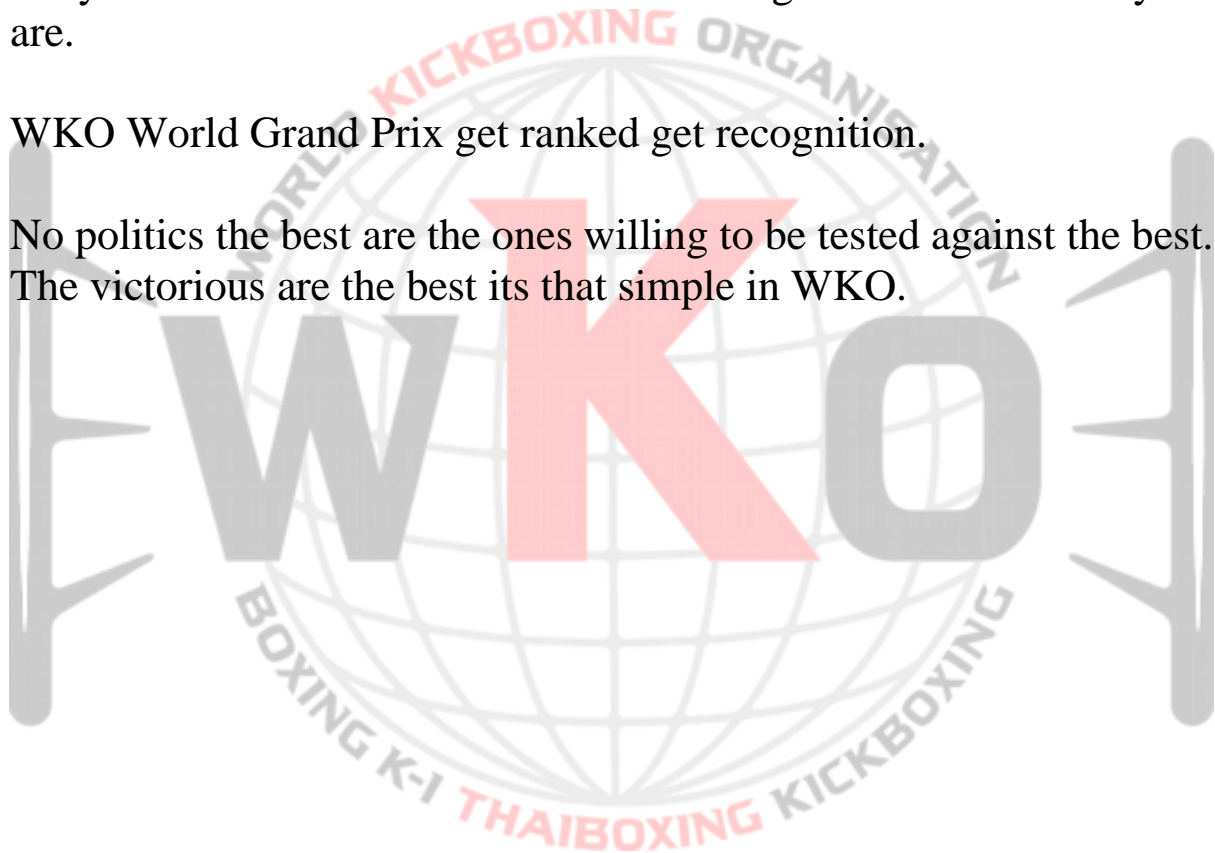 are.
WKO World Grand Prix get ranked get recognition.
No politics the best are the ones willing to be tested against the best.
The victorious are the best its that simple in WKO.
WORLD KICKBOXING ORGANISATION
WKO
BOXING K-1 THAIBOXING KICKBOXING